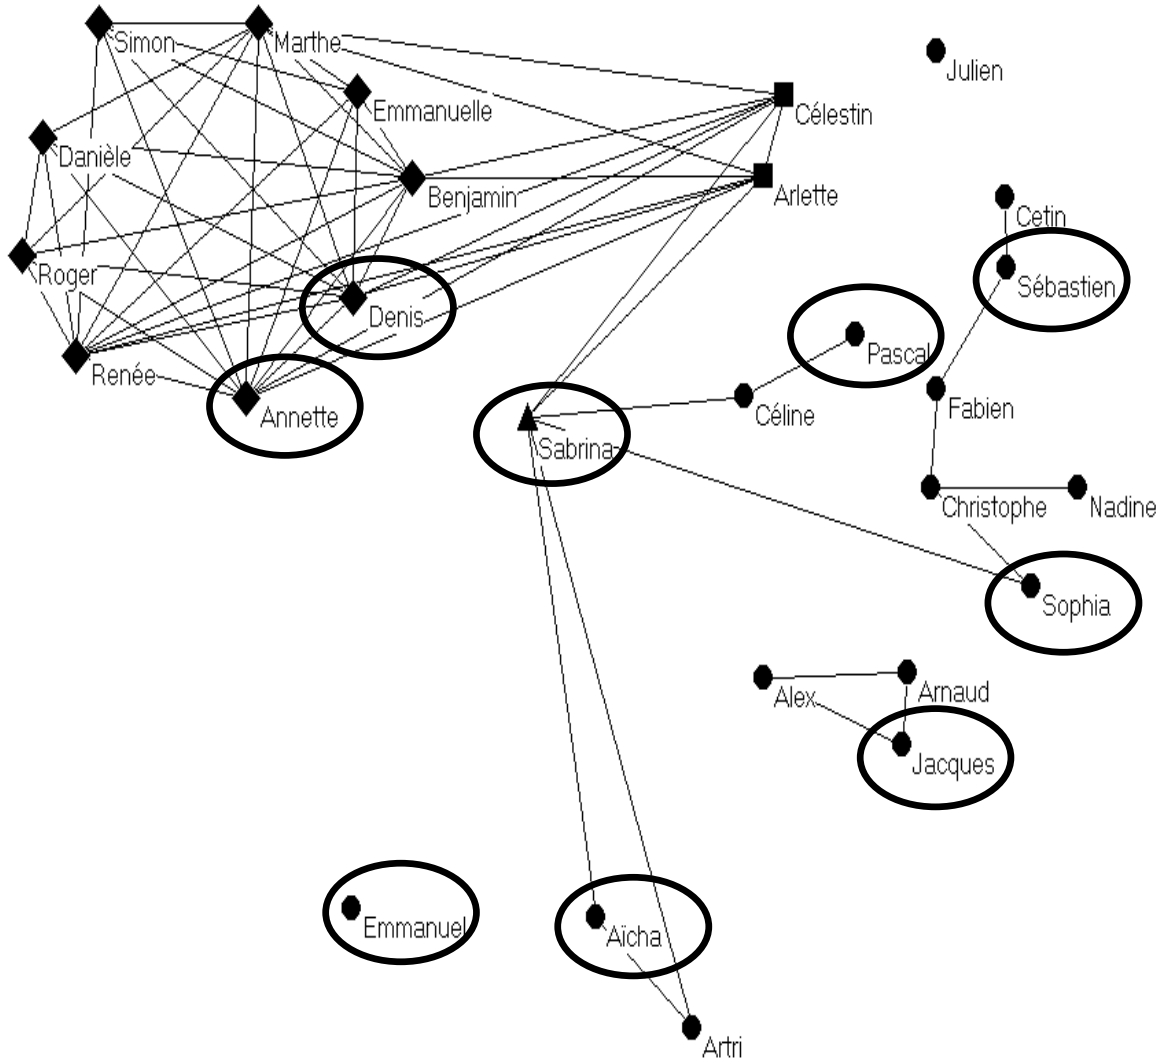 Simon
Marthe
Julien
Emmanuelle
Célestin
Danièle
Benjamin
Arlette
Cetin
Roger
Sébastien
Denis
Pascal
Renée
Annette
Céline
Fabien
Sabrina
Christophe
Nadine
Sophia
Alex
Arnaud
Jacques
Emmanuel
Aïcha
Artri